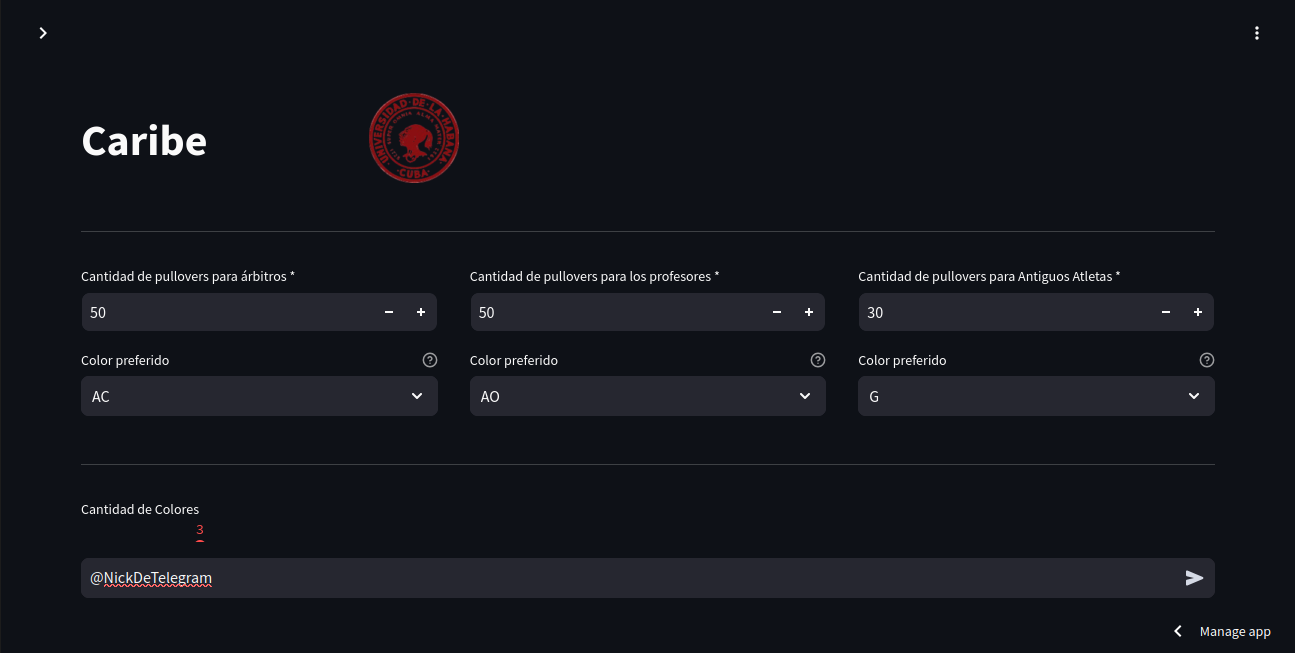 Caribe
UNIVERSIDAD·DE·LA·HABANA
·CUBA·
Cantidad de pullovers para árbitros *
Cantidad de pullovers para los profesores *
Cantidad de pullovers para Antiguos Atletas *
50
50
30
Color preferido
Color preferido
Color preferido
AC
AO
G
Cantidad de Colores
3
@NickDeTelegram
Manage app